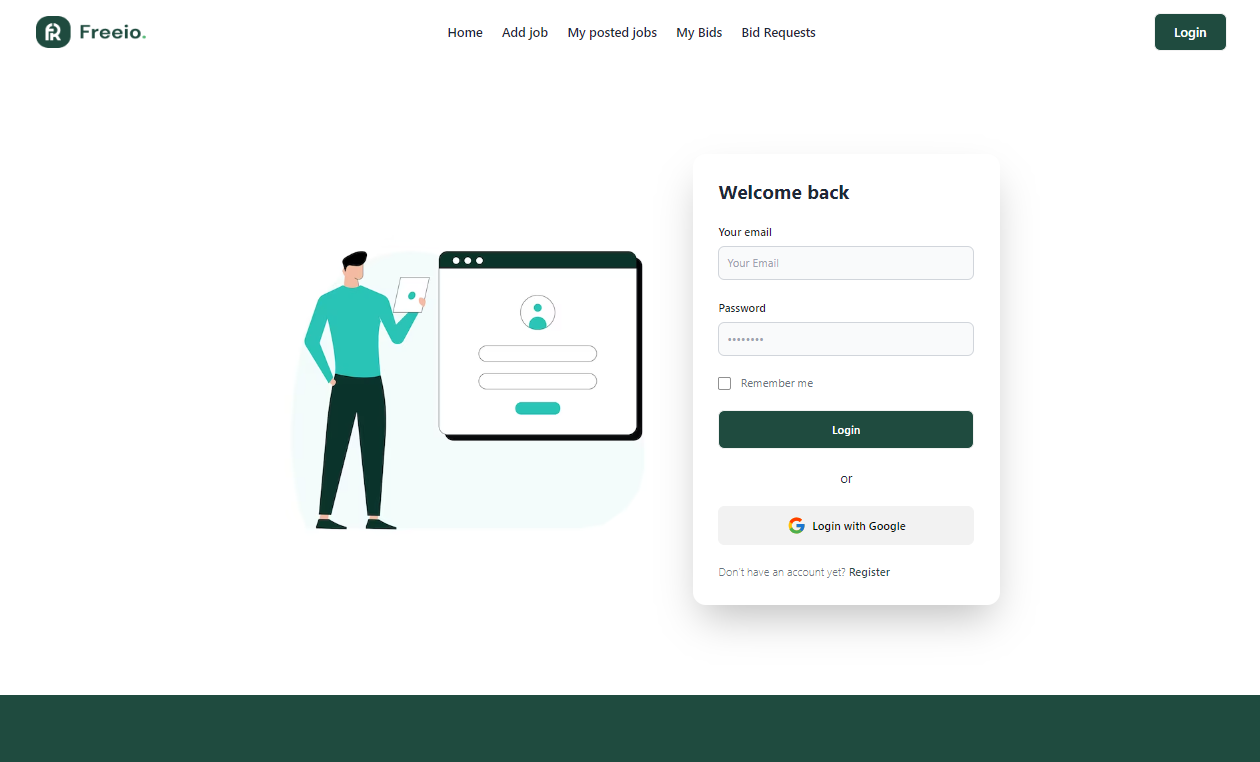 Freeio.
Home Add job My posted jobs My Bids Bid Requests
Login
Welcome back
Your email
Your Email
Password
••••••••
Remember me
Login
or
Login with Google
Don't have an account yet? Register